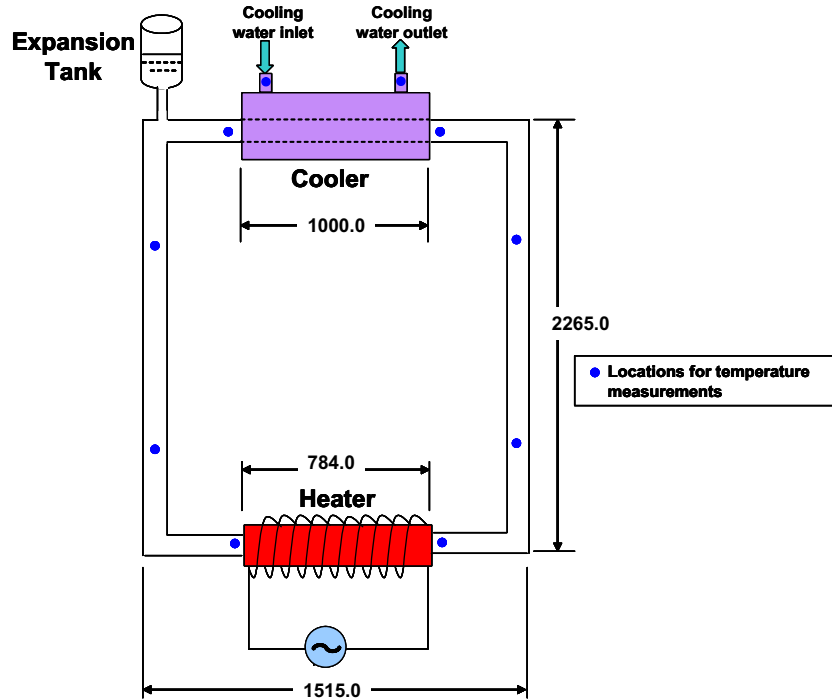 Expansion
Tank
Cooling
water inlet
Cooling
water outlet
Cooler
1000.0
2265.0
Locations for temperature
measurements
784.0
Heater
1515.0